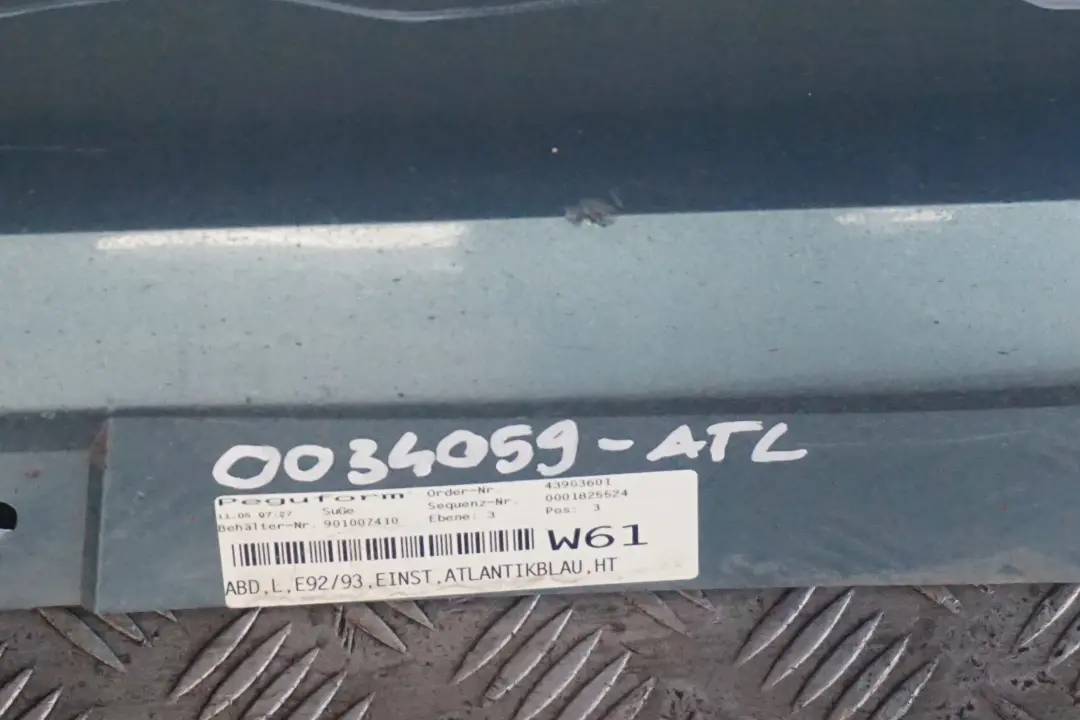 0034059-ATL
Peguform Order-Nr. 43903601
11.05 07:27 SuGe Sequenz-Nr. 0001825524
Behälter-Nr. 901007410 Ebene: 3 Pos: 3
W61
ABD,L,E92/93,EINST,ATLANTIKBLAU,HT